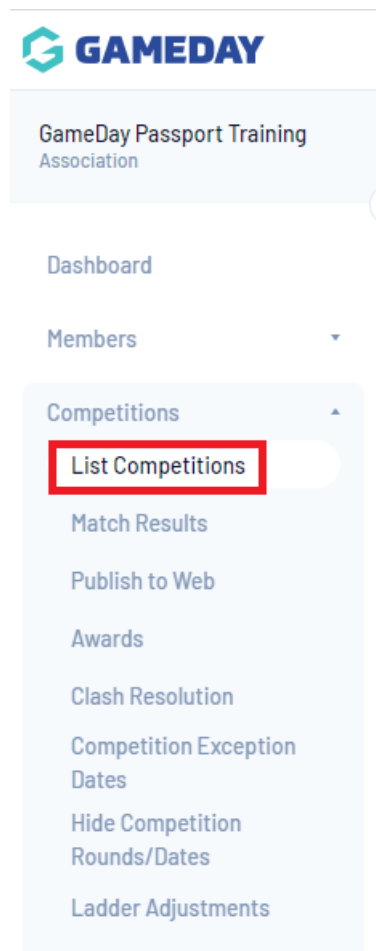 GAMEDAY
GameDay Passport Training
Association
Dashboard
Members
Competitions
List Competitions
Match Results
Publish to Web
Awards
Clash Resolution
Competition Exception
Dates
Hide Competition
Rounds/Dates
Ladder Adjustments